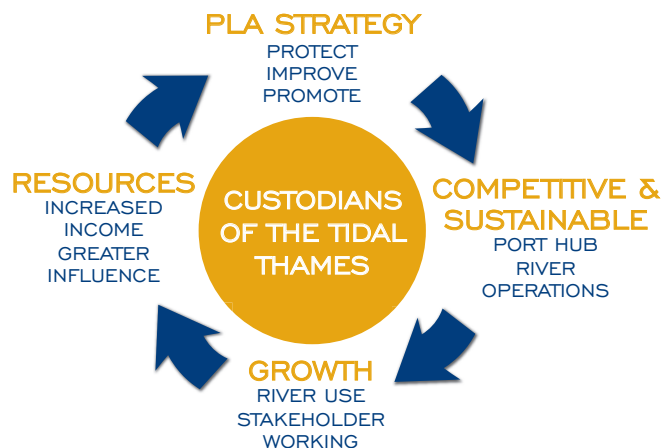 PLA STRATEGY
PROTECT
IMPROVE
PROMOTE
RESOURCES
INCREASED
INCOME
GREATER
INFLUENCE
CUSTODIANS
OF THE TIDAL
THAMES
COMPETITIVE &
SUSTAINABLE
PORT HUB
RIVER
OPERATIONS
GROWTH
RIVER USE
STAKEHOLDER
WORKING